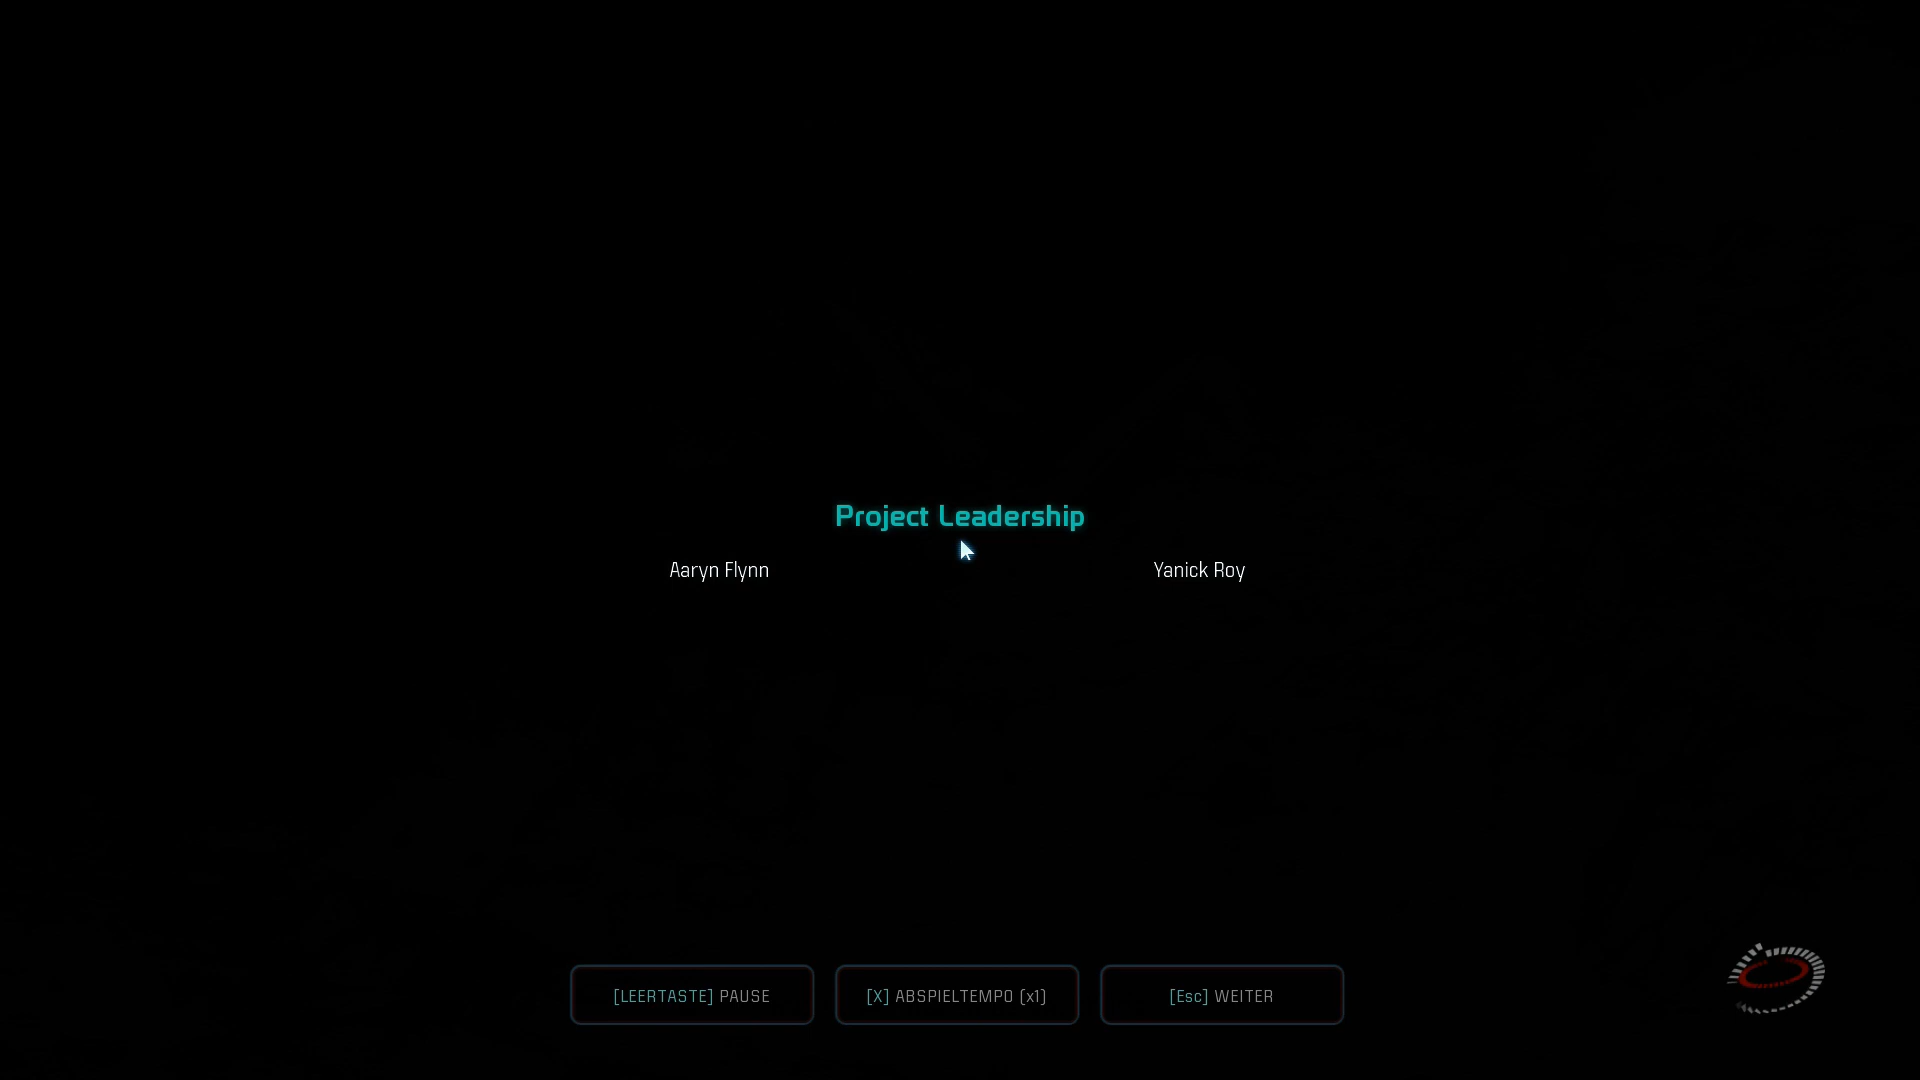 Project Leadership
Aaryn Flynn Yanick Roy
[LEERTASTE] PAUSE [X] ABSPIELTEMPO (x1) [Esc] WEITER